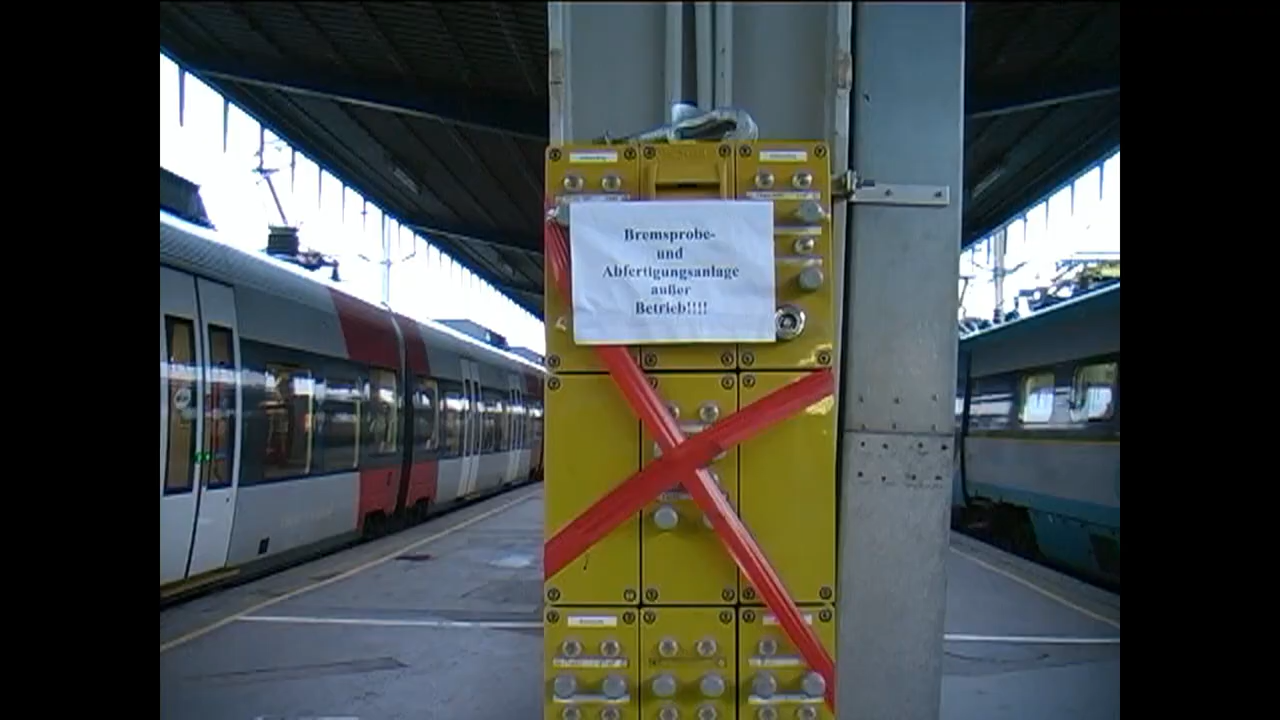 Bremsprobe-
und
Abfertigungsanlage
außer
Betrieb!!!!